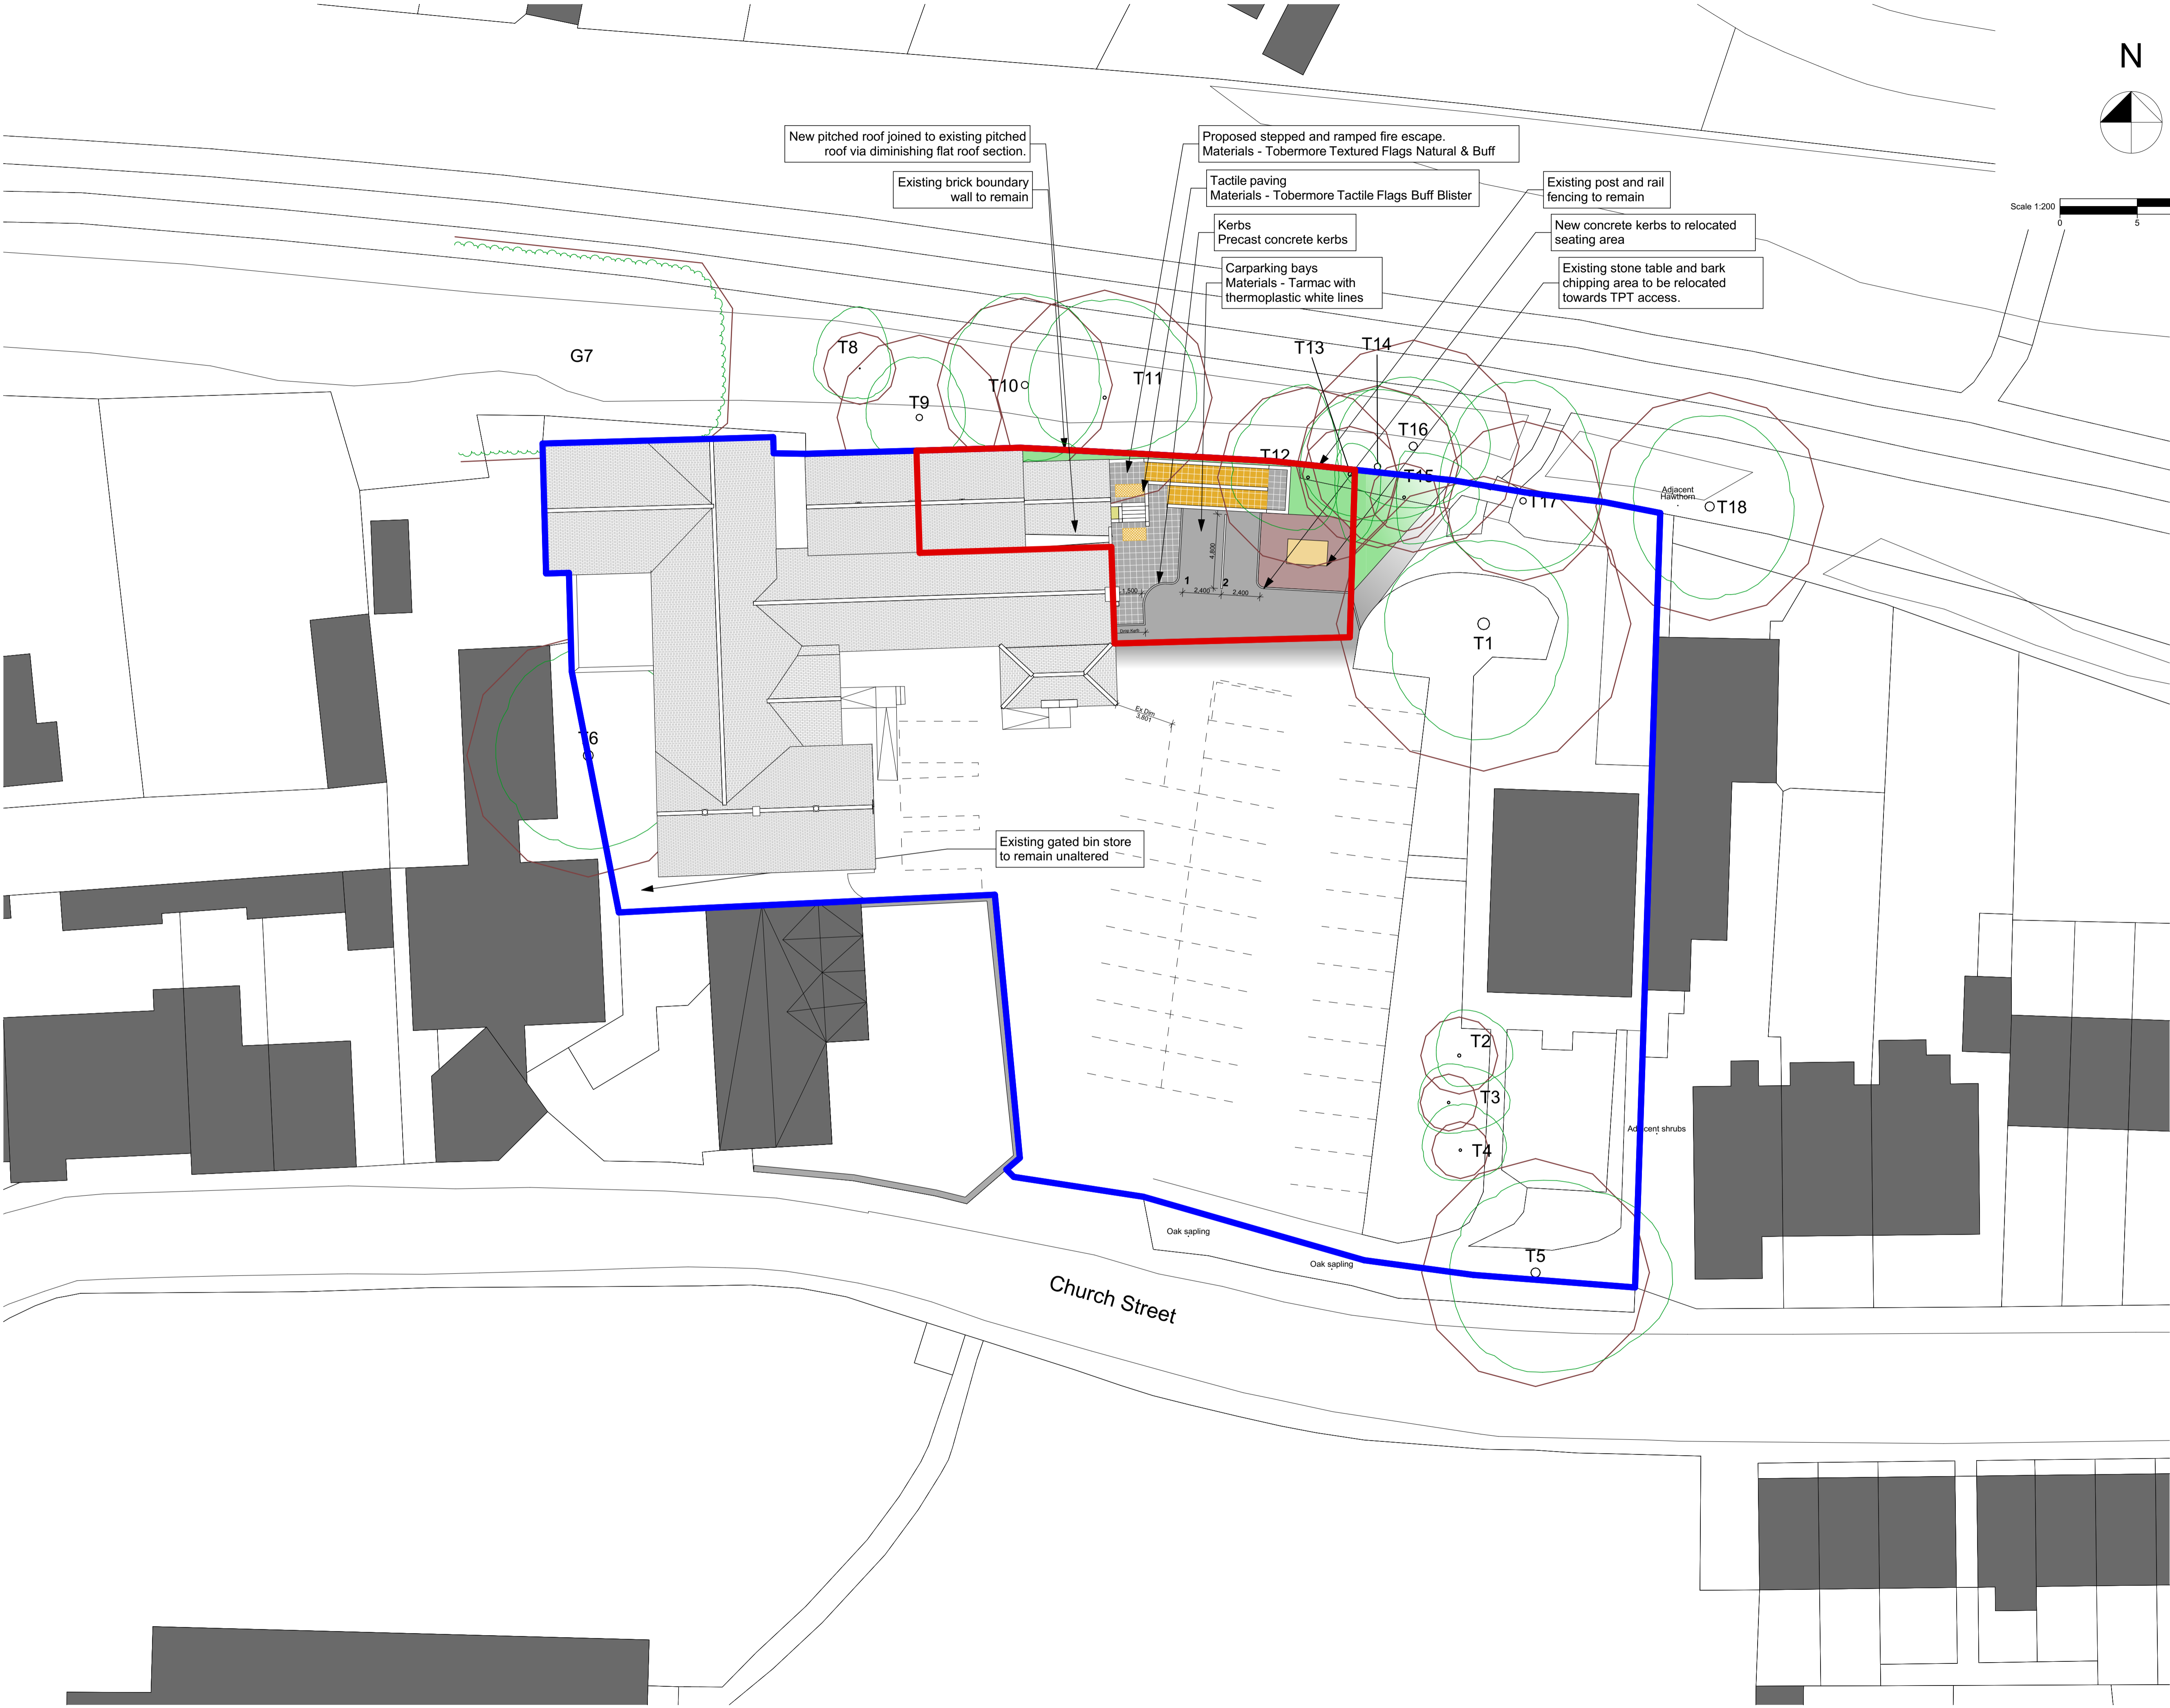 N
New pitched roof joined to existing pitched
roof via diminishing flat roof section.
Proposed stepped and ramped fire escape.
Materials - Tobermore Textured Flags Natural & Buff
Existing brick boundary
wall to remain
Tactile paving
Materials - Tobermore Tactile Flags Buff Blister
Existing post and rail
fencing to remain
Scale 1:200
0
5
Kerbs
Precast concrete kerbs
New concrete kerbs to relocated
seating area
Carparking bays
Materials - Tarmac with
thermoplastic white lines
Existing stone table and bark
chipping area to be relocated
towards TPT access.
G7
T8
T9
T10
T11
T13
T14
T12
T16
T15
T17
Adjacent
Hawthorn
T18
4,800
1
2
1,500
2,400
2,400
T1
Ex Dim
3,801
T6
Existing gated bin store
to remain unaltered
T2
T3
T4
Adjacent shrubs
Oak sapling
Oak sapling
T5
Church Street